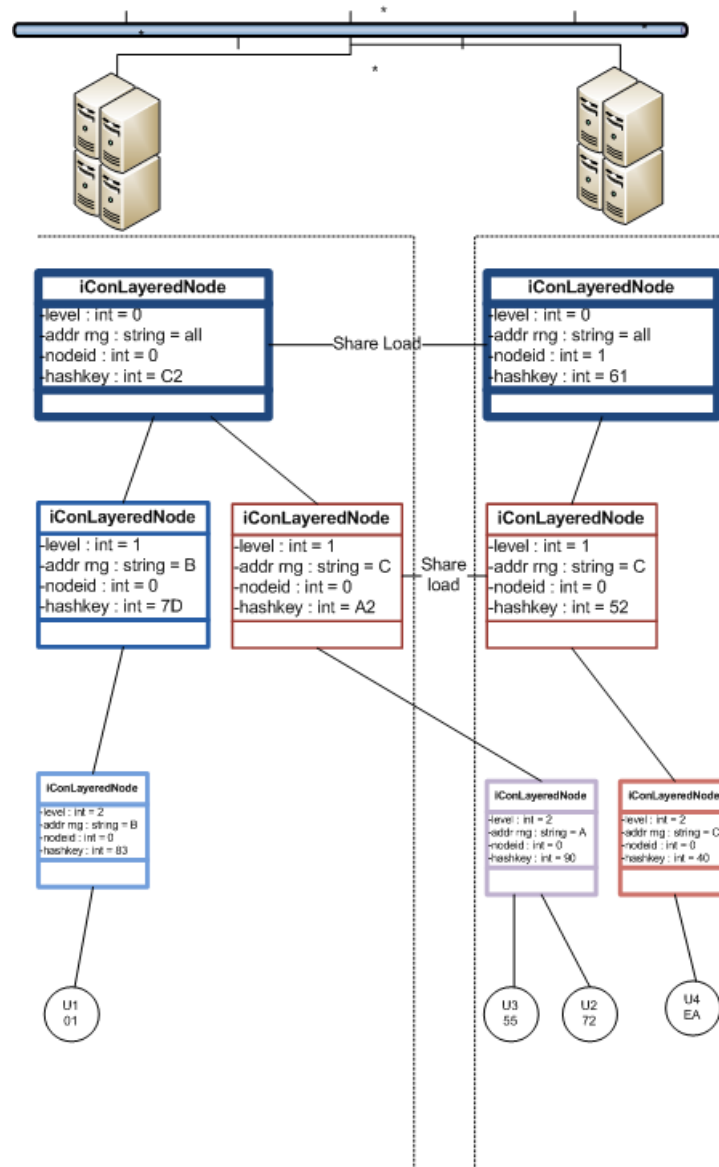 *
*
iConLayeredNode
-level : int = 0
-addr rng : string = all
-nodeid : int = 0
-hashkey : int = C2
Share Load
iConLayeredNode
-level : int = 0
-addr rng : string = all
-nodeid : int = 1
-hashkey : int = 61
iConLayeredNode
-level : int = 1
-addr rng : string = B
-nodeid : int = 0
-hashkey : int = 7D
iConLayeredNode
-level : int = 1
-addr rng : string = C
-nodeid : int = 0
-hashkey : int = A2
Share
load
iConLayeredNode
-level : int = 1
-addr rng : string = C
-nodeid : int = 0
-hashkey : int = 52
iConLayeredNode
-level : int = 2
-addr rng : string = B
-nodeid : int = 0
-hashkey : int = 83
iConLayeredNode
-level : int = 2
-addr rng : string = A
-nodeid : int = 0
-hashkey : int = 90
iConLayeredNode
-level : int = 2
-addr rng : string = C
-nodeid : int = 0
-hashkey : int = 40
U1
01
U3
55
U2
72
U4
EA